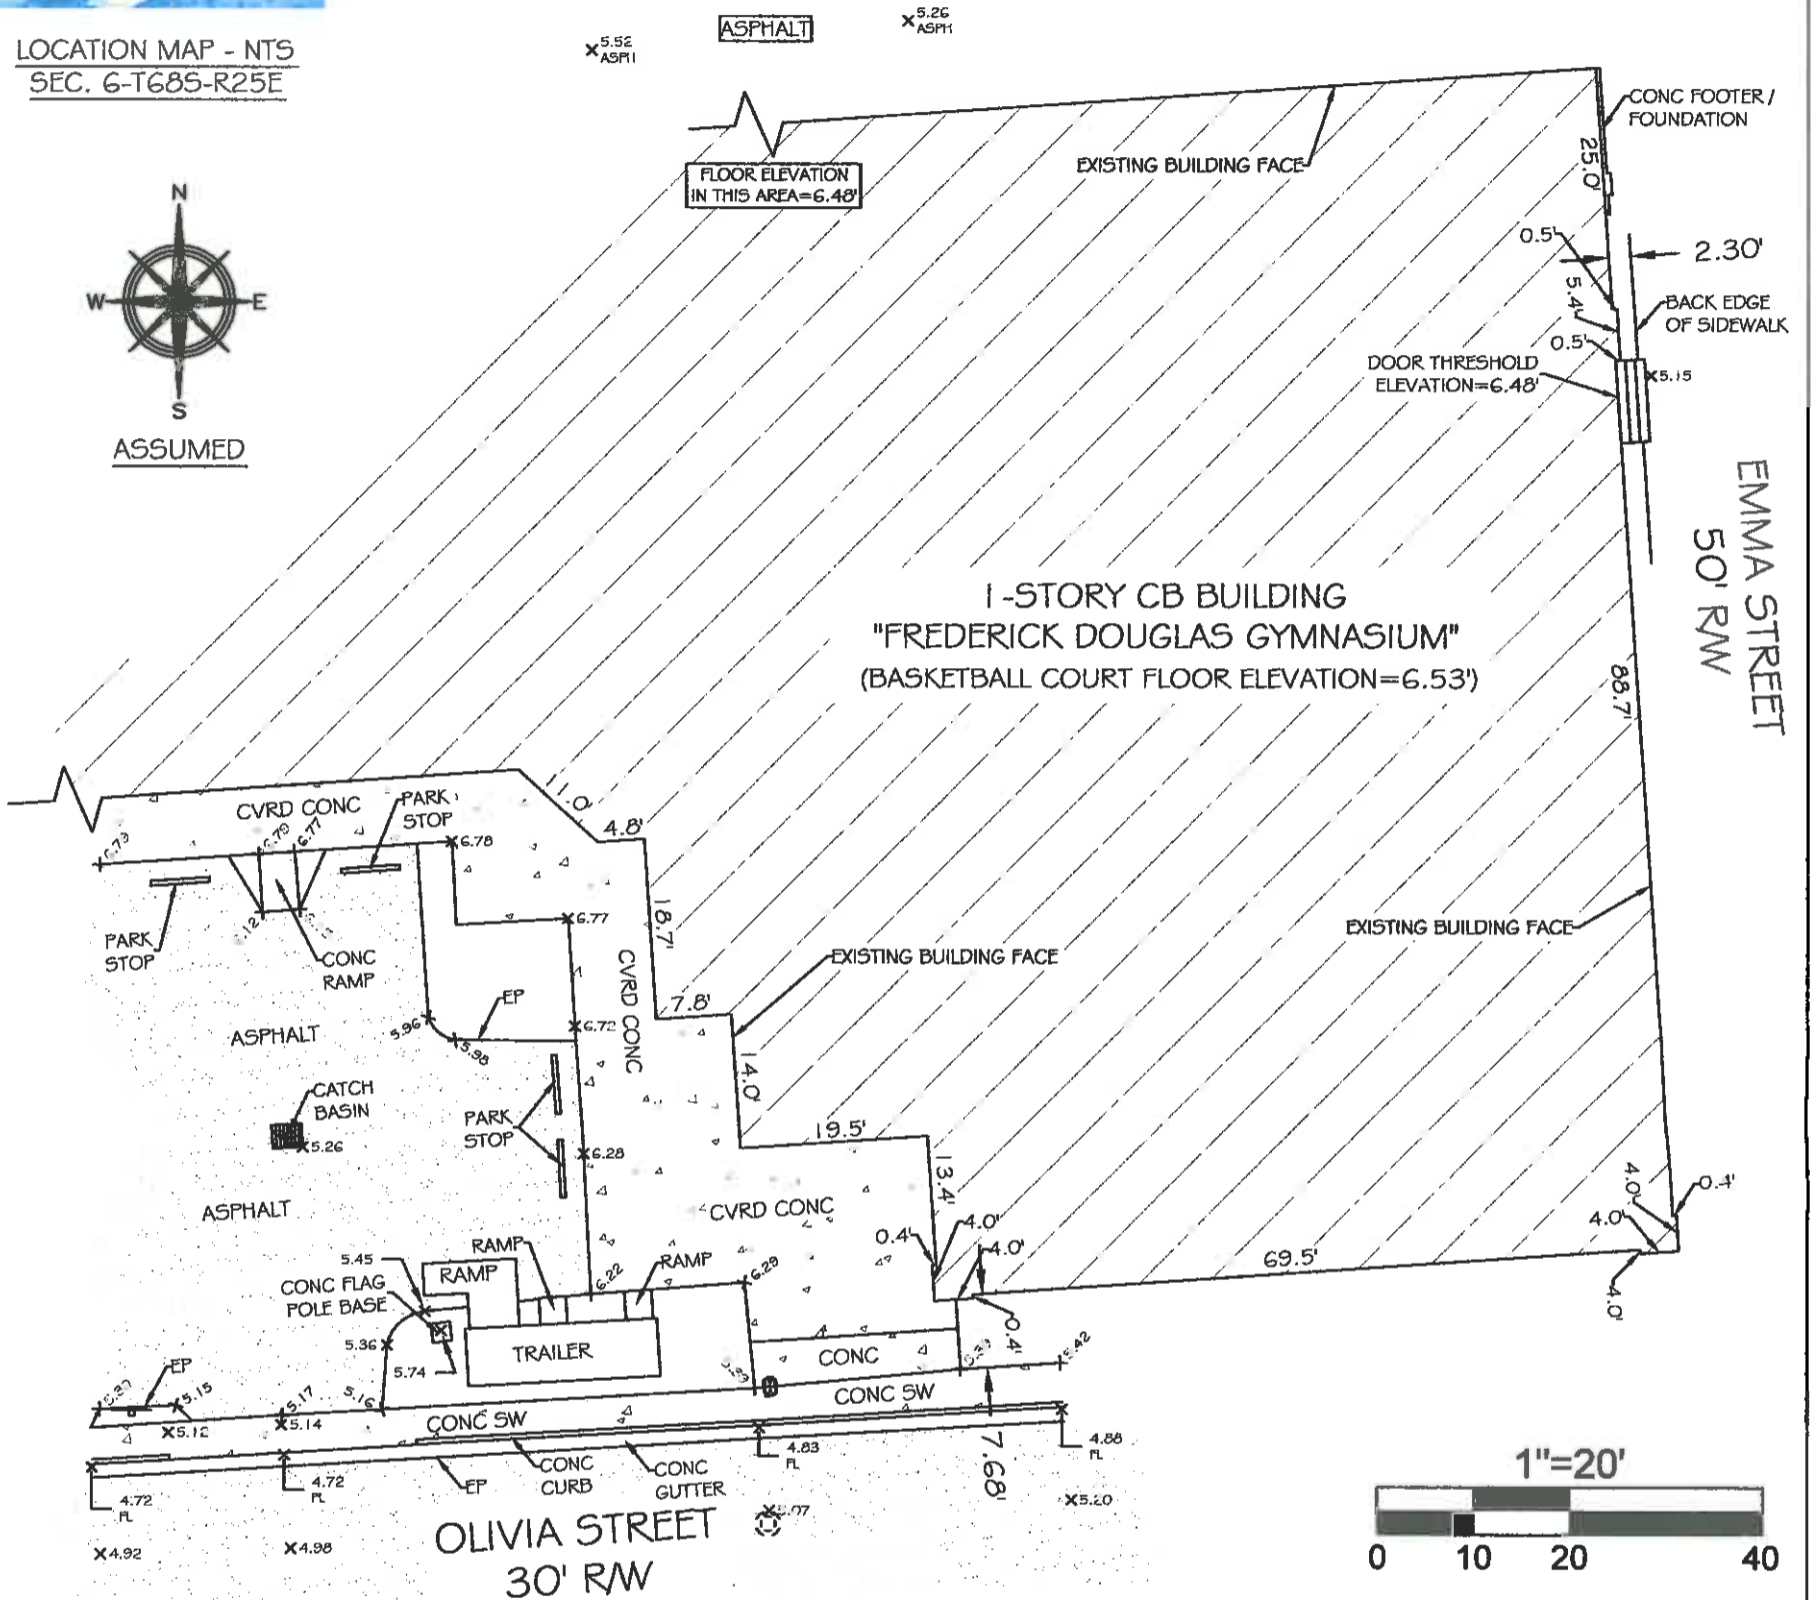 LOCATION MAP - NTS
SEC. 6-T68S-R25E
5.52
ASPH
ASPHALT
5.26
ASPH
CONC FOOTER /
FOUNDATION
25.0'
EXISTING BUILDING FACE
FLOOR ELEVATION
IN THIS AREA=6.48'
N
W
E
S
ASSUMED
0.5'
2.30'
5.4'
BACK EDGE
OF SIDEWALK
0.5'
DOOR THRESHOLD
ELEVATION=6.48'
5.15
EMMA STREET
50' R/W
1-STORY CB BUILDING
"FREDERICK DOUGLAS GYMNASIUM"
(BASKETBALL COURT FLOOR ELEVATION=6.53')
88.7'
11.0'
4.8'
CVRD CONC
PARK
STOP
6.79
6.77
6.78
18.7'
6.77
PARK
STOP
CONC
RAMP
EXISTING BUILDING FACE
EXISTING BUILDING FACE
CVRD CONC
EP
7.8'
5.96
5.98
6.72
ASPHALT
14.0'
CATCH
BASIN
5.26
PARK
STOP
6.28
19.5'
13.4'
ASPHALT
CVRD CONC
0.4'
4.0'
4.0'
4.0'
4.0'
4.0'
69.5'
RAMP
RAMP
RAMP
5.45
6.22
6.29
CONC FLAG
POLE BASE
5.36
5.74
TRAILER
CONC
0.4'
5.42
EP
5.15
5.17
5.16
5.12
5.14
CONC SW
CONC SW
4.83
FL
4.88
FL
4.72
FL
4.72
FL
EP
CONC
CURB
CONC
GUTTER
7.68'
5.20
4.92
4.98
OLIVIA STREET
30' R/W
1"=20'
0 10 20 40